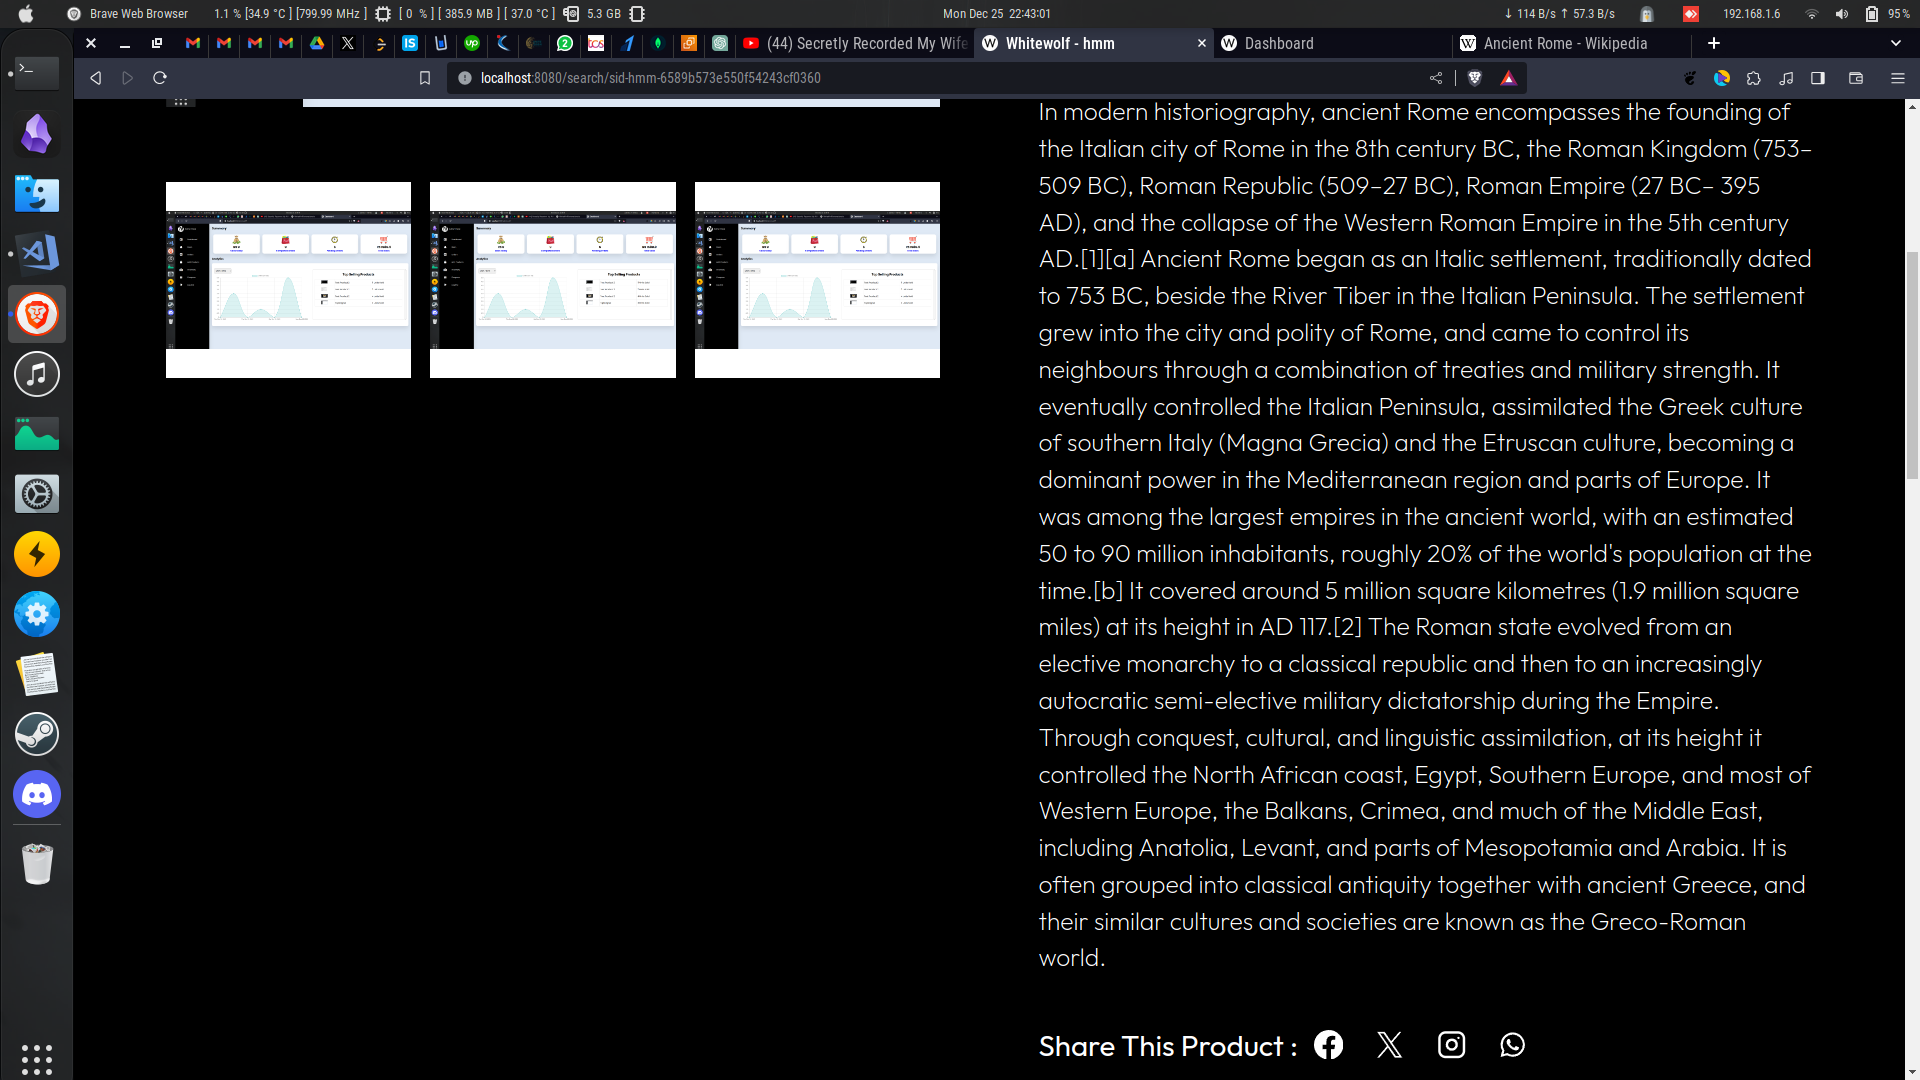 Brave Web Browser
1.1 % [34.9 °C ] [799.99 MHz ]
[ 0 % ] [ 385.9 MB ] [ 37.0 °C ]
5.3 GB
Mon Dec 25 22:43:01
↓ 114 B/s ↑ 57.3 B/s
192.168.1.6
95 %
(44) Secretly Recorded My Wife
Whitewolf - hmm
Dashboard
Ancient Rome - Wikipedia
localhost:8080/search/sid-hmm-6589b573e550f54243cf0360
In modern historiography, ancient Rome encompasses the founding of
the Italian city of Rome in the 8th century BC, the Roman Kingdom (753–
509 BC), Roman Republic (509–27 BC), Roman Empire (27 BC– 395
AD), and the collapse of the Western Roman Empire in the 5th century
AD.[1][a] Ancient Rome began as an Italic settlement, traditionally dated
to 753 BC, beside the River Tiber in the Italian Peninsula. The settlement
grew into the city and polity of Rome, and came to control its
neighbours through a combination of treaties and military strength. It
eventually controlled the Italian Peninsula, assimilated the Greek culture
of southern Italy (Magna Grecia) and the Etruscan culture, becoming a
dominant power in the Mediterranean region and parts of Europe. It
was among the largest empires in the ancient world, with an estimated
50 to 90 million inhabitants, roughly 20% of the world's population at the
time.[b] It covered around 5 million square kilometres (1.9 million square
miles) at its height in AD 117.[2] The Roman state evolved from an
elective monarchy to a classical republic and then to an increasingly
autocratic semi-elective military dictatorship during the Empire.
Through conquest, cultural, and linguistic assimilation, at its height it
controlled the North African coast, Egypt, Southern Europe, and most of
Western Europe, the Balkans, Crimea, and much of the Middle East,
including Anatolia, Levant, and parts of Mesopotamia and Arabia. It is
often grouped into classical antiquity together with ancient Greece, and
their similar cultures and societies are known as the Greco-Roman
world.
Share This Product :